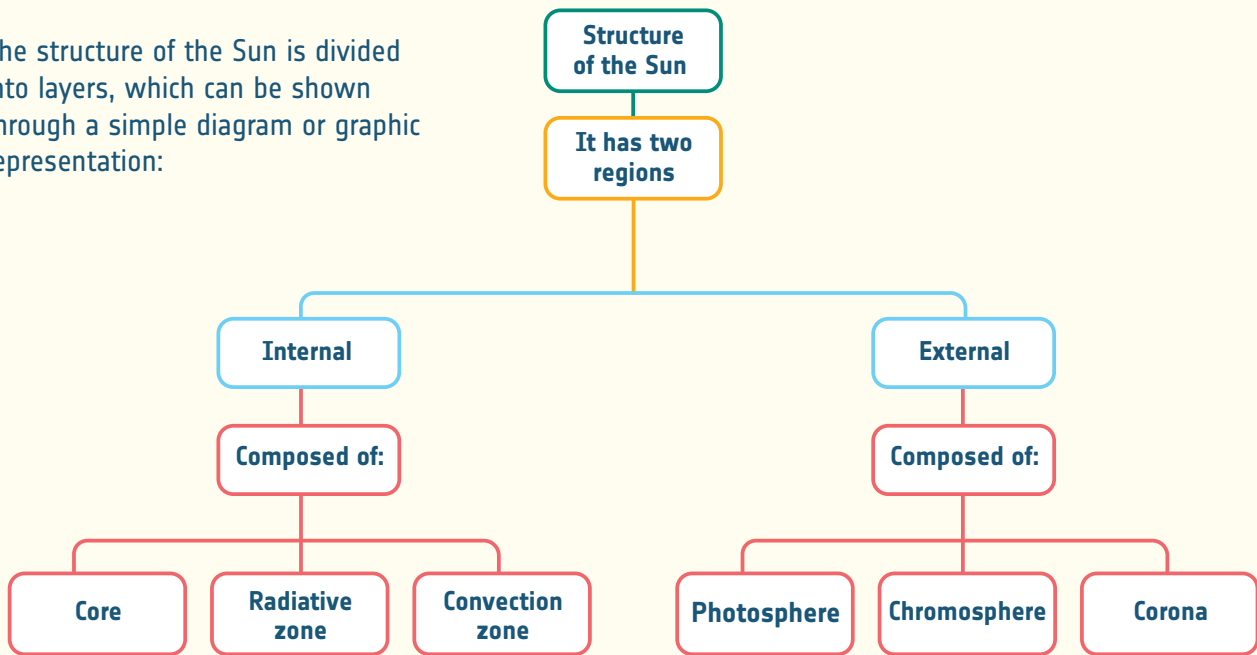 he structure of the Sun is divided
nto layers, which can be shown
hrough a simple diagram or graphic
epresentation:
Structure
of the Sun
It has two
regions
Internal
External
Composed of:
Composed of:
Core
Radiative
zone
Convection
zone
Photosphere
Chromosphere
Corona